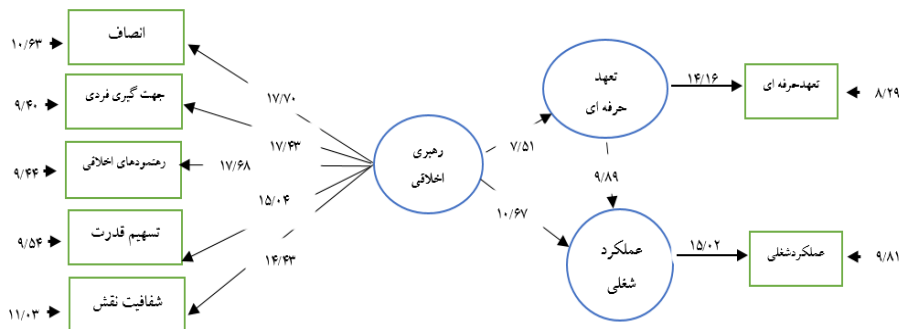 انصاف
۱۰/۶۳
جهت گیری فردی
۹/۴۰
رهنمودهای اخلاقی
۹/۴۴
تسهیم قدرت
۹/۵۴
شفافیت نقش
۱۱/۰۳
۱۷/۷۰
۱۷/۴۳
۱۷/۶۸
۱۵/۰۴
۱۴/۴۳
رهبری
اخلاقی
۷/۵۱
۱۰/۶۷
تعهد
حرفه ای
۹/۸۹
عملکرد
شغلی
۱۴/۱۶
تعهدحرفه ای
۸/۲۹
۱۵/۰۲
عملکردشغلی
۹/۸۱